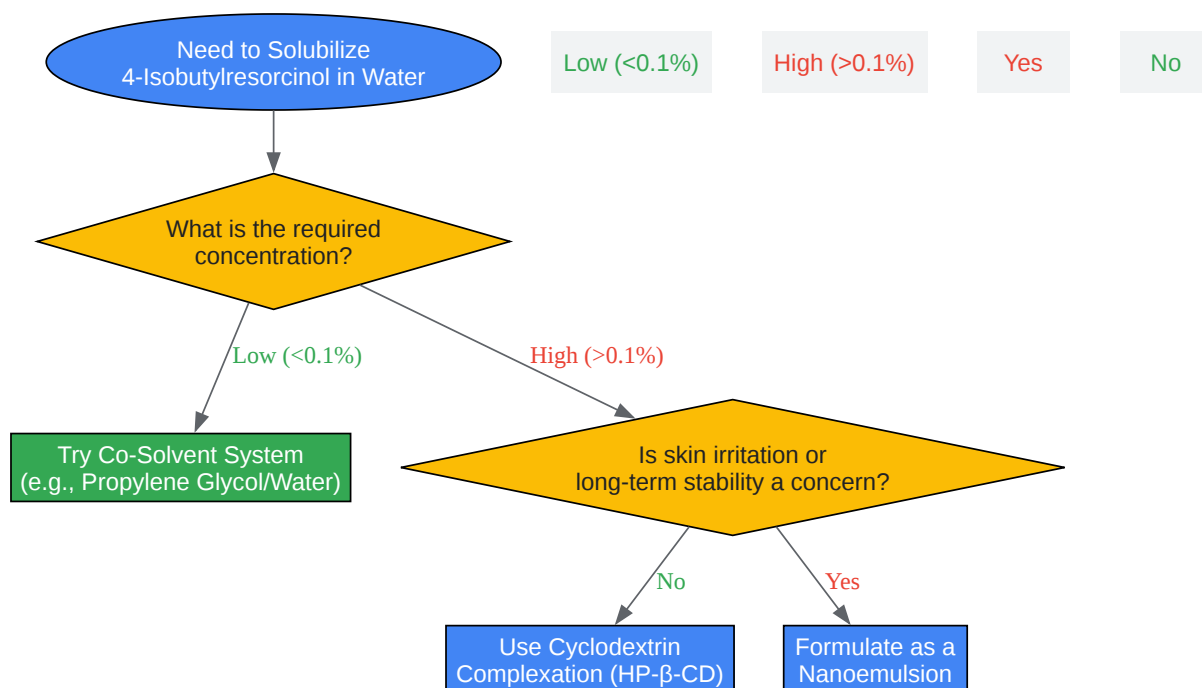 Need to Solubilize
4-Isobutylresorcinol in Water
Low (<0.1%)
High (>0.1%)
Yes
No
What is the required
concentration?
Low (<0.1%)
High (>0.1%)
Try Co-Solvent System
(e.g., Propylene Glycol/Water)
Is skin irritation or
long-term stability a concern?
No
Yes
Use Cyclodextrin
Complexation (HP-β-CD)
Formulate as a
Nanoemulsion